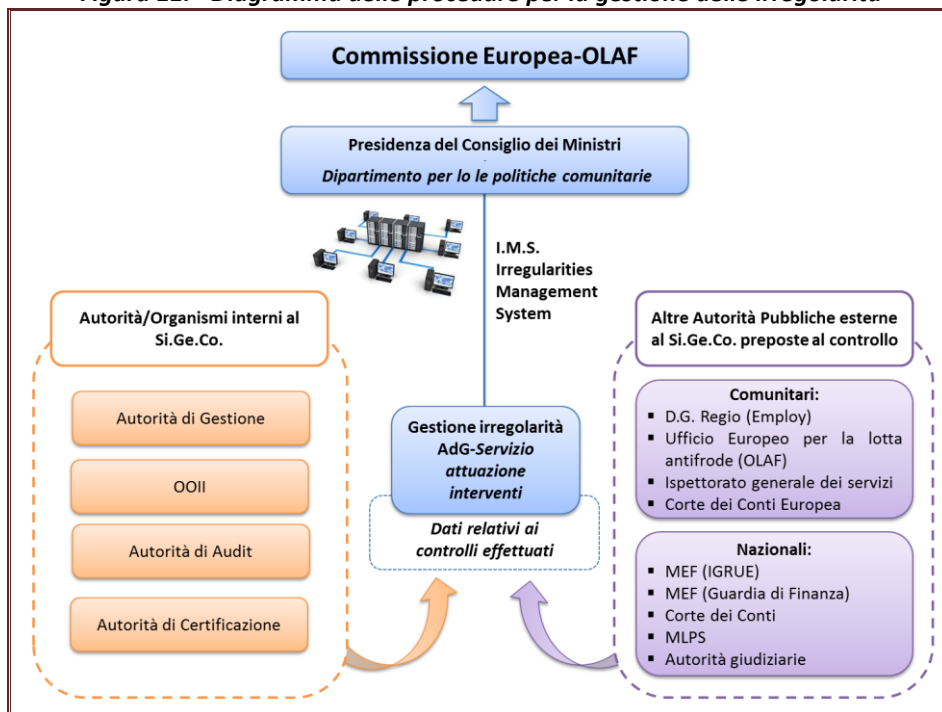 Commissione Europea-OLAF
Presidenza del Consiglio dei Ministri
-
Dipartimento per lo le politiche comunitarie
I.M.S.
Irregularities
Management
System
Autorità/Organismi interni al
Si.Ge.Co.
Autorità di Gestione
OOII
Autorità di Audit
Autorità di Certificazione
Gestione irregolarità
AdG-Servizio
attuazione
interventi
Dati relativi ai
controlli effettuati
Altre Autorità Pubbliche esterne
al Si.Ge.Co. preposte al controllo
Comunitari:
▪ D.G. Regio (Employ)
▪ Ufficio Europeo per la lotta
antifrode (OLAF)
▪ Ispettorato generale dei servizi
▪ Corte dei Conti Europea
Nazionali:
▪ MEF (IGRUE)
▪ MEF (Guardia di Finanza)
▪ Corte dei Conti
▪ MLPS
▪ Autorità giudiziarie